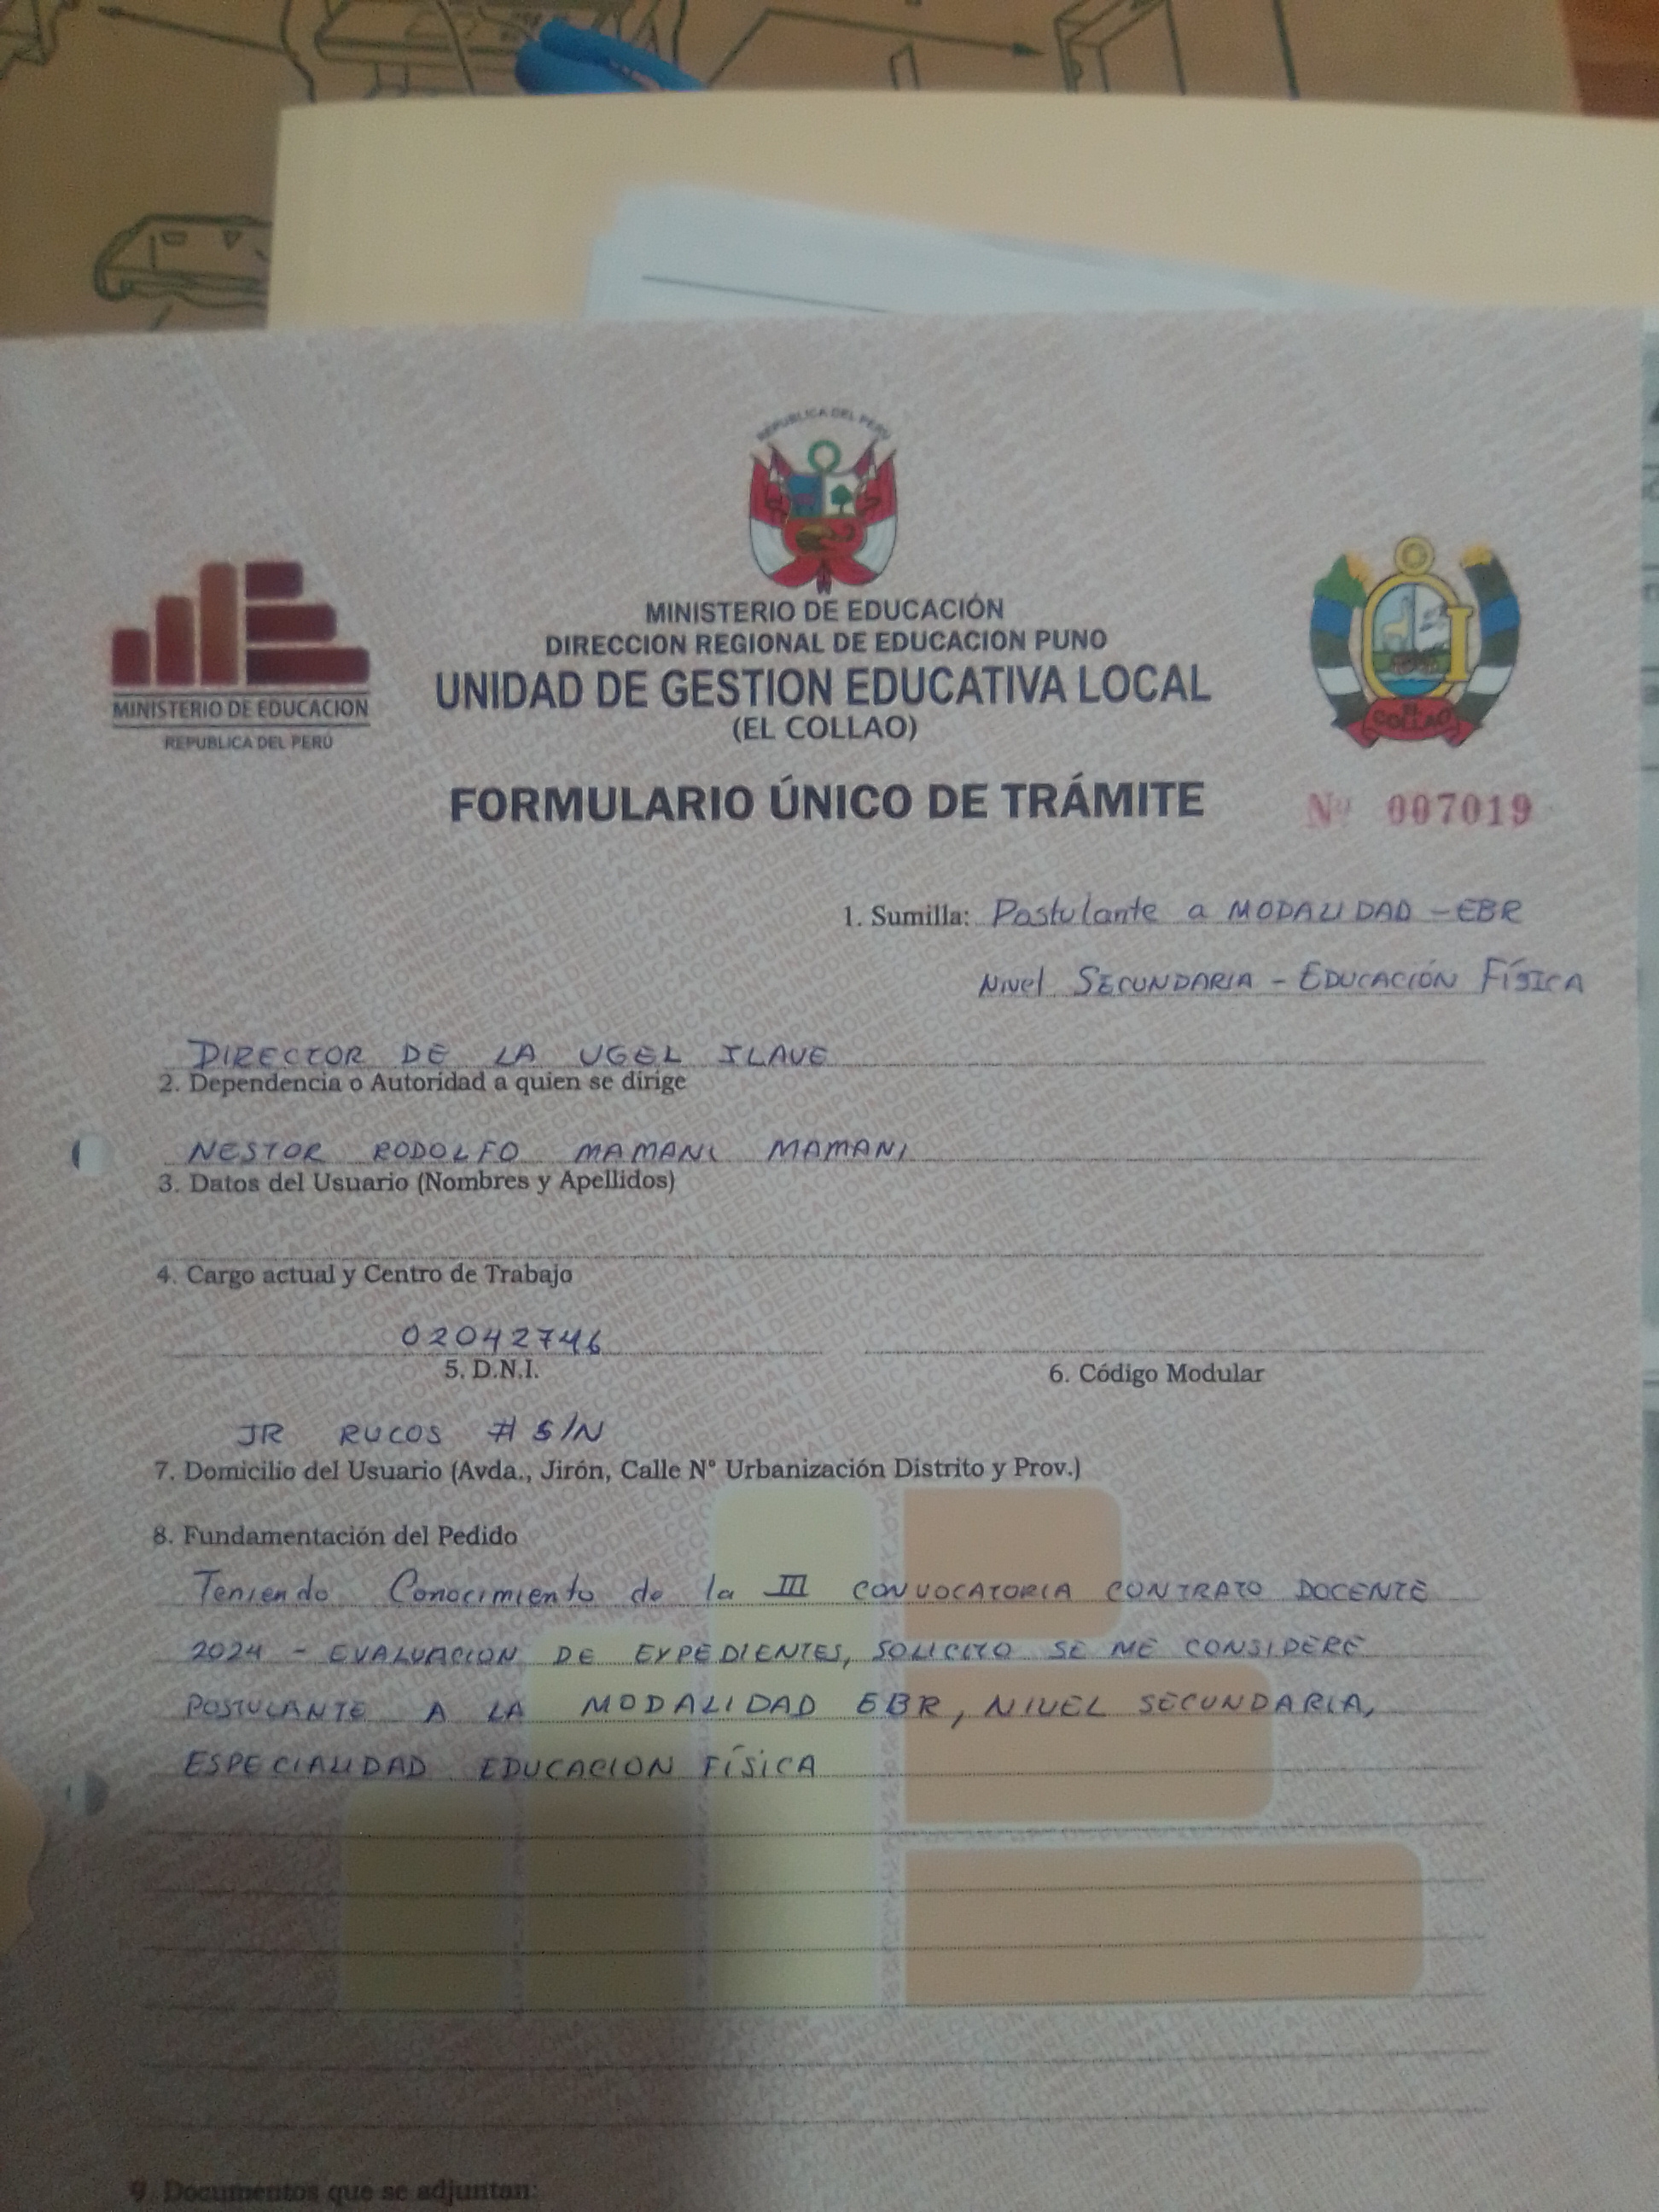 REPUBLICA DEL PERU
MINISTERIO DE EDUCACION
REPUBLICA DEL PERÚ
MINISTERIO DE EDUCACIÓN
DIRECCION REGIONAL DE EDUCACION PUNO
UNIDAD DE GESTION EDUCATIVA LOCAL
(EL COLLAO)
EL COLLAO
FORMULARIO ÚNICO DE TRÁMITE
Nº 007019
1. Sumilla: Postulante a MODALIDAD - EBR
Nivel SECUNDARIA - EDUCACIÓN FÍSICA
DIRECTOR DE LA UGEL ILAVE
2. Dependencia o Autoridad a quien se dirige
NESTOR RODOLFO MAMANI MAMANI
3. Datos del Usuario (Nombres y Apellidos)
4. Cargo actual y Centro de Trabajo
02042746
5. D.N.I.
6. Código Modular
JR RUCOS # S/N
7. Domicilio del Usuario (Avda., Jirón, Calle N° Urbanización Distrito y Prov.)
8. Fundamentación del Pedido
Teniendo Conocimiento de la III CONVOCATORIA CONTRATO DOCENTE
2024 - EVALUACION DE EXPEDIENTES, SOLICITO SE ME CONSIDERE
POSTULANTE A LA MODALIDAD EBR, NIVEL SECUNDARIA,
ESPECIALIDAD EDUCACION FÍSICA
9. Documentos que se adjuntan: